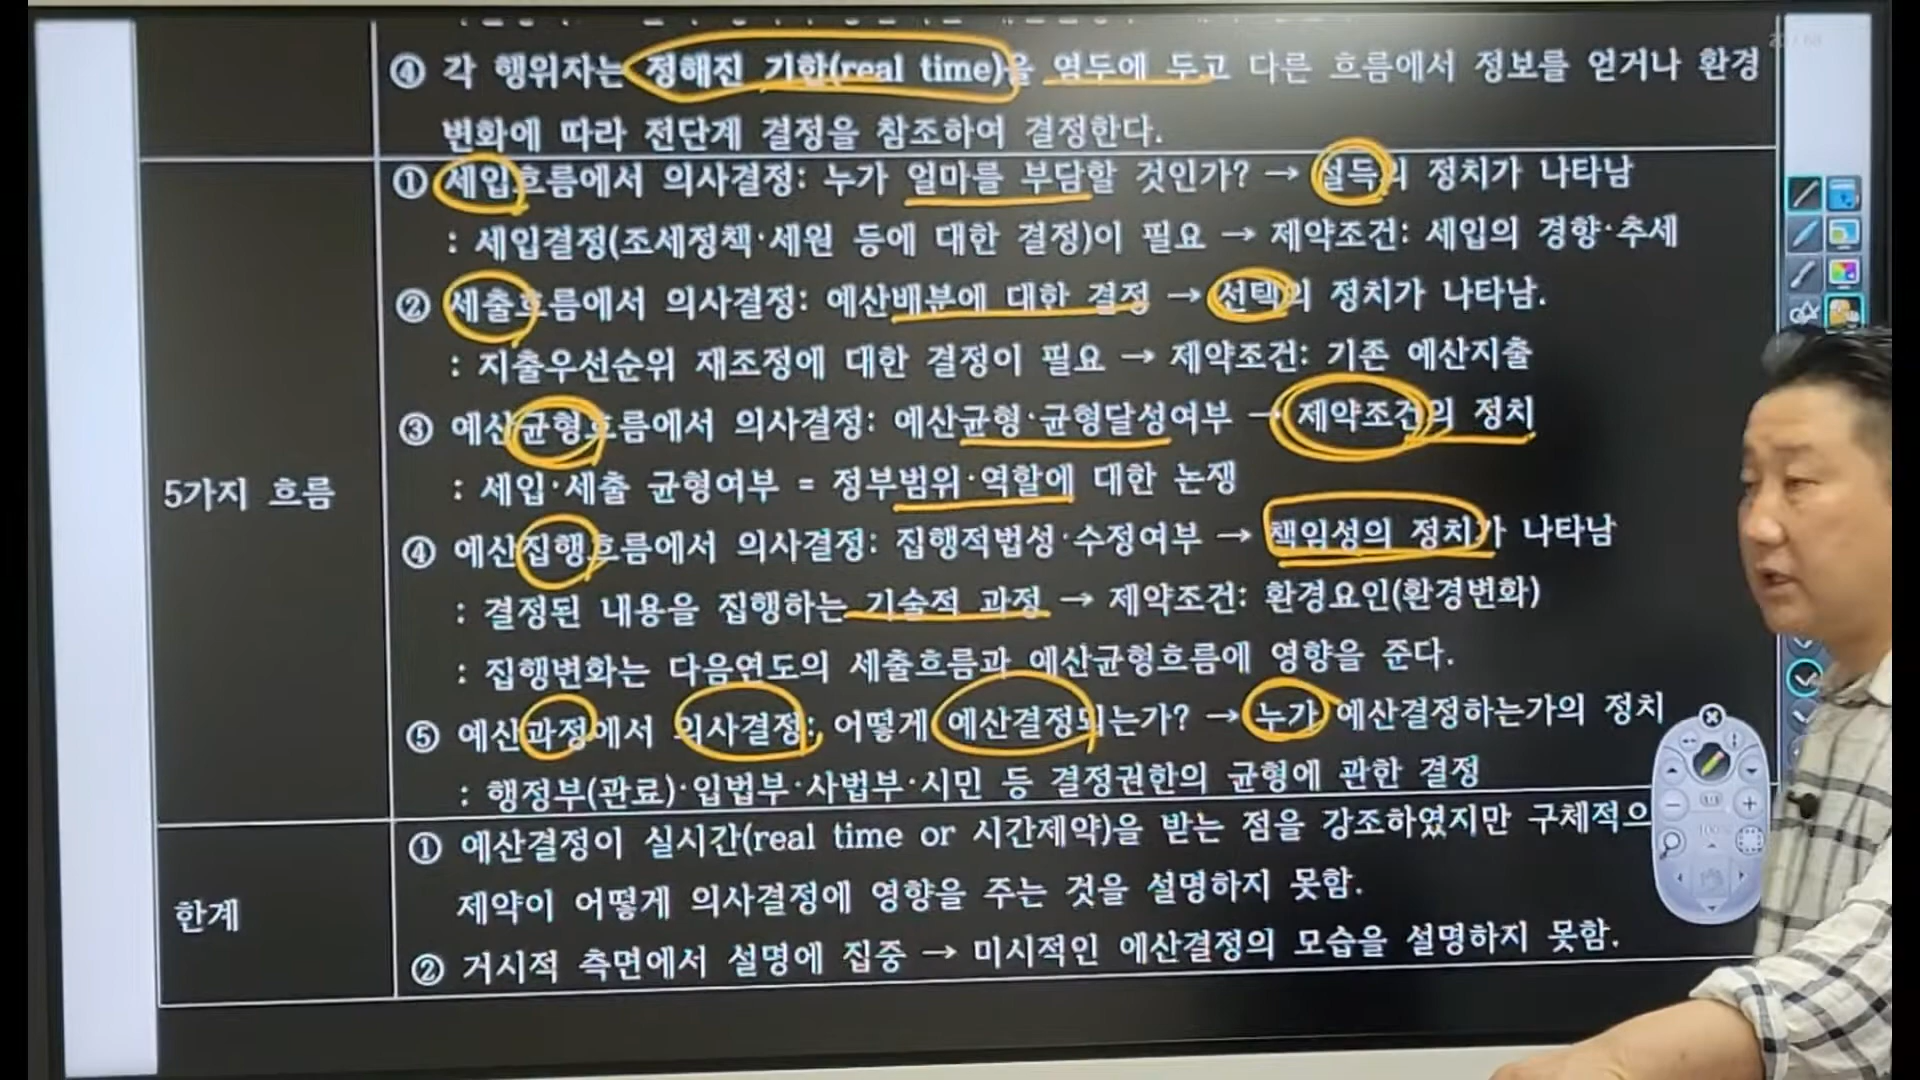 ④ 각 행위자는 정해진 기한(real time)을 염두에 두고 다른 흐름에서 정보를 얻거나 환경
변화에 따라 전단계 결정을 참조하여 결정한다.
5가지 흐름
① 세입흐름에서 의사결정: 누가 얼마를 부담할 것인가? → 설득의 정치가 나타남
: 세입결정(조세정책·세원 등에 대한 결정)이 필요 → 제약조건: 세입의 경향·추세
② 세출흐름에서 의사결정: 예산배분에 대한 결정 → 선택의 정치가 나타남.
: 지출우선순위 재조정에 대한 결정이 필요 → 제약조건: 기존 예산지출
③ 예산균형흐름에서 의사결정: 예산균형·균형달성여부 → 제약조건의 정치
: 세입·세출 균형여부 = 정부범위·역할에 대한 논쟁
④ 예산집행흐름에서 의사결정: 집행적법성·수정여부 → 책임성의 정치가 나타남
: 결정된 내용을 집행하는 기술적 과정 → 제약조건: 환경요인(환경변화)
: 집행변화는 다음연도의 세출흐름과 예산균형흐름에 영향을 준다.
⑤ 예산과정에서 의사결정: 어떻게 예산결정되는가? → 누가 예산결정하는가의 정치
: 행정부(관료)·입법부·사법부·시민 등 결정권한의 균형에 관한 결정
한계
① 예산결정이 실시간(real time or 시간제약)을 받는 점을 강조하였지만 구체적으
제약이 어떻게 의사결정에 영향을 주는 것을 설명하지 못함.
② 거시적 측면에서 설명에 집중 → 미시적인 예산결정의 모습을 설명하지 못함.